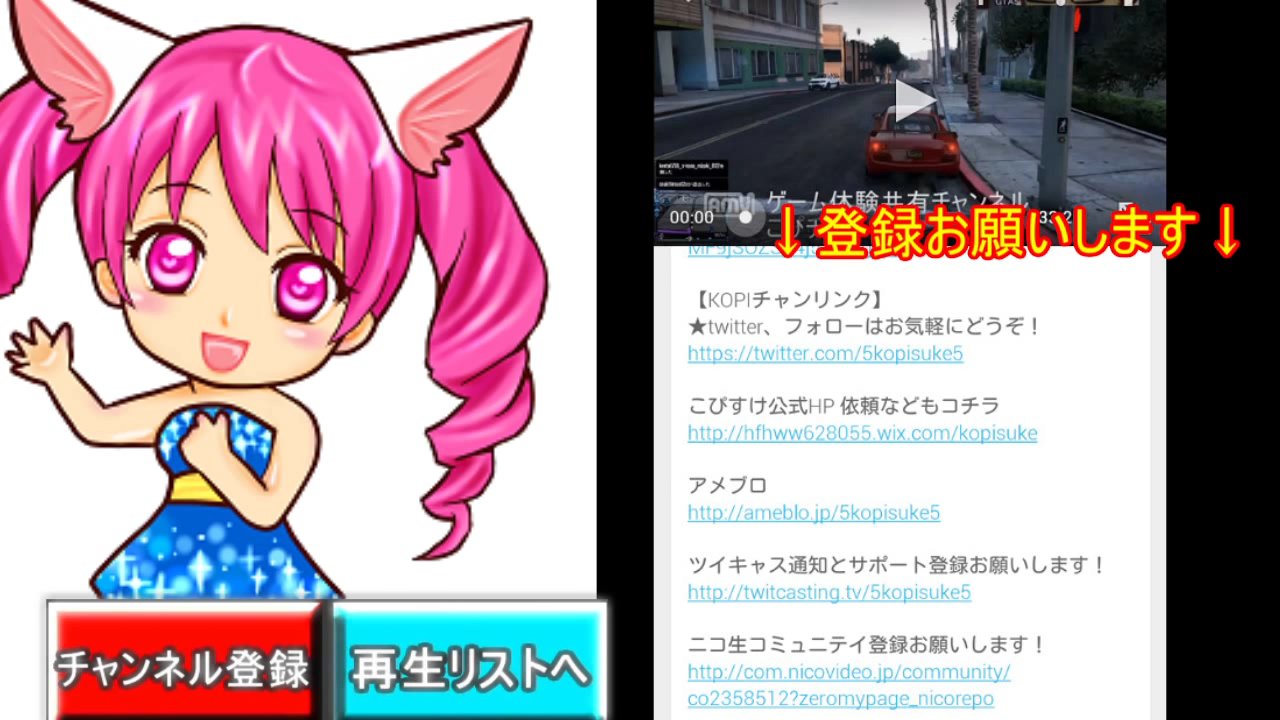 ゲーム体験共有チャンネル
00:00
↓登録お願いします↓
【KOPIチャンリンク】
★twitter、フォローはお気軽にどうぞ！
https://twitter.com/5kopisuke5
こぴすけ公式HP 依頼などもコチラ
http://hfhww628055.wix.com/kopisuke
アメブロ
http://ameblo.jp/5kopisuke5
ツイキャス通知とサポート登録お願いします！
http://twitcasting.tv/5kopisuke5
ニコ生コミュニテイ登録お願いします！
http://com.nicovideo.jp/community/
co2358512?zeromypage_nicorepo
チャンネル登録
再生リストへ